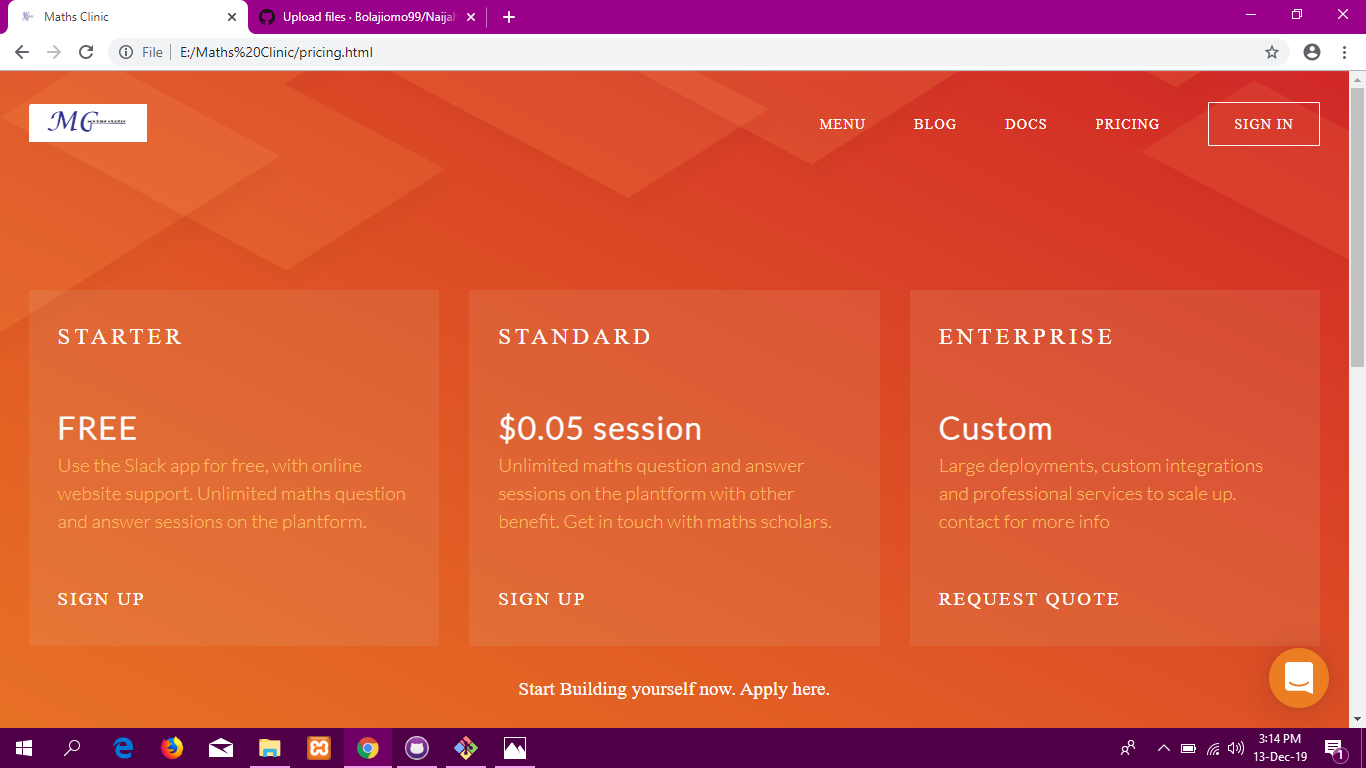 Maths Clinic
Upload files · Bolajiomo99/Naijah
File
E:/Maths%20Clinic/pricing.html
MG MATHS CLINIC
MENU
BLOG
DOCS
PRICING
SIGN IN
STARTER
FREE
Use the Slack app for free, with online
website support. Unlimited maths question
and answer sessions on the plantform.
SIGN UP
STANDARD
$0.05 session
Unlimited maths question and answer
sessions on the plantform with other
benefit. Get in touch with maths scholars.
SIGN UP
ENTERPRISE
Custom
Large deployments, custom integrations
and professional services to scale up.
contact for more info
REQUEST QUOTE
Start Building yourself now. Apply here.
3:14 PM
13-Dec-19
1